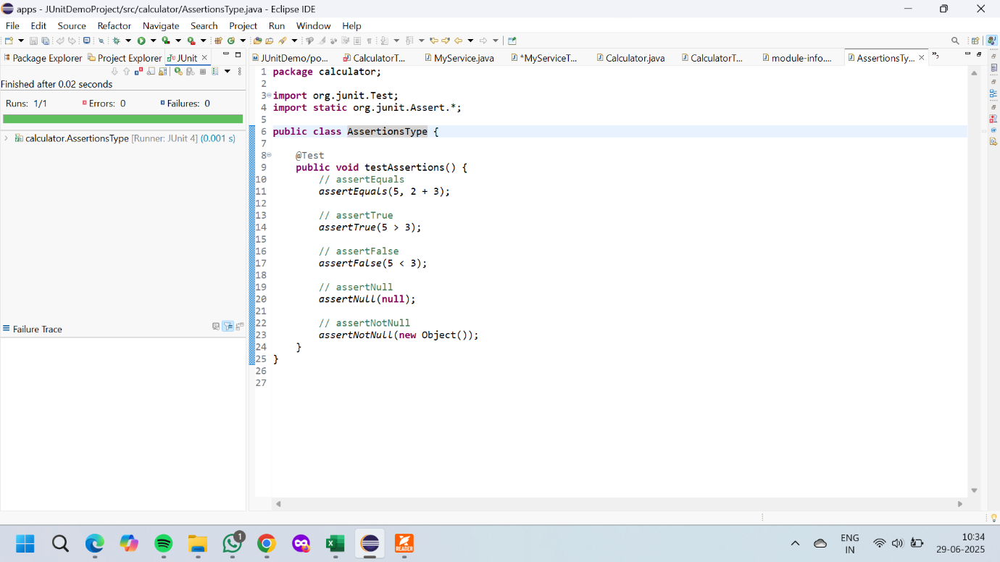 apps - JUnitDemoProject/src/calculator/AssertionsType.java - Eclipse IDE
File Edit Source Refactor Navigate Search Project Run Window Help
Package Explorer Project Explorer JUnit
JUnitDemo/po... CalculatorT... MyService.java *MyServiceT... Calculator.java CalculatorT... module-info.... AssertionsTy...
Finished after 0.02 seconds
Runs: 1/1 Errors: 0 Failures: 0
calculator.AssertionsType [Runner: JUnit 4] (0.001 s)
Failure Trace
1 package calculator;
2
3 import org.junit.Test;
4 import static org.junit.Assert.*;
5
6 public class AssertionsType {
7
8 @Test
9 public void testAssertions() {
10 // assertEquals
11 assertEquals(5, 2 + 3);
12
13 // assertTrue
14 assertTrue(5 > 3);
15
16 // assertFalse
17 assertFalse(5 < 3);
18
19 // assertNull
20 assertNull(null);
21
22 // assertNotNull
23 assertNotNull(new Object());
24 }
25 }
26
27
1
READER
ENG
IN
10:34
29-06-2025